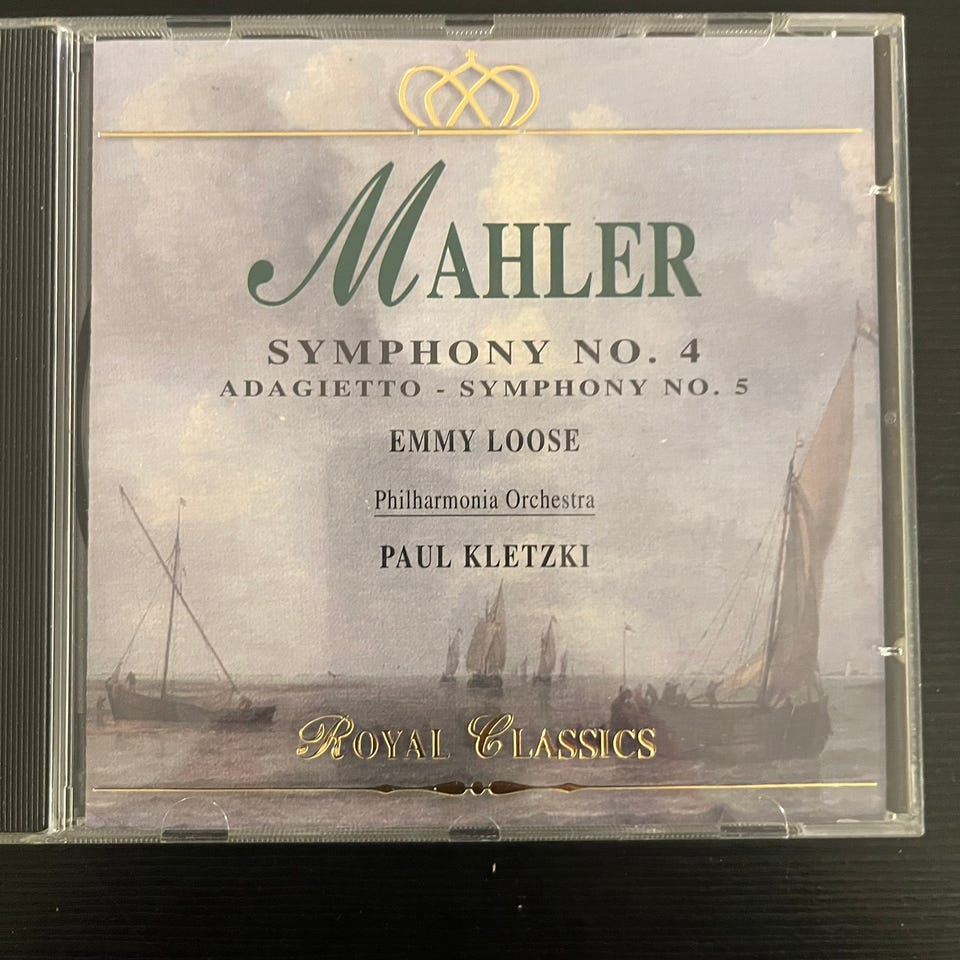 MAHLER
SYMPHONY NO. 4
ADAGIETTO - SYMPHONY NO. 5
EMMY LOOSE
Philharmonia Orchestra
PAUL KLETZKI
ROYAL CLASSICS